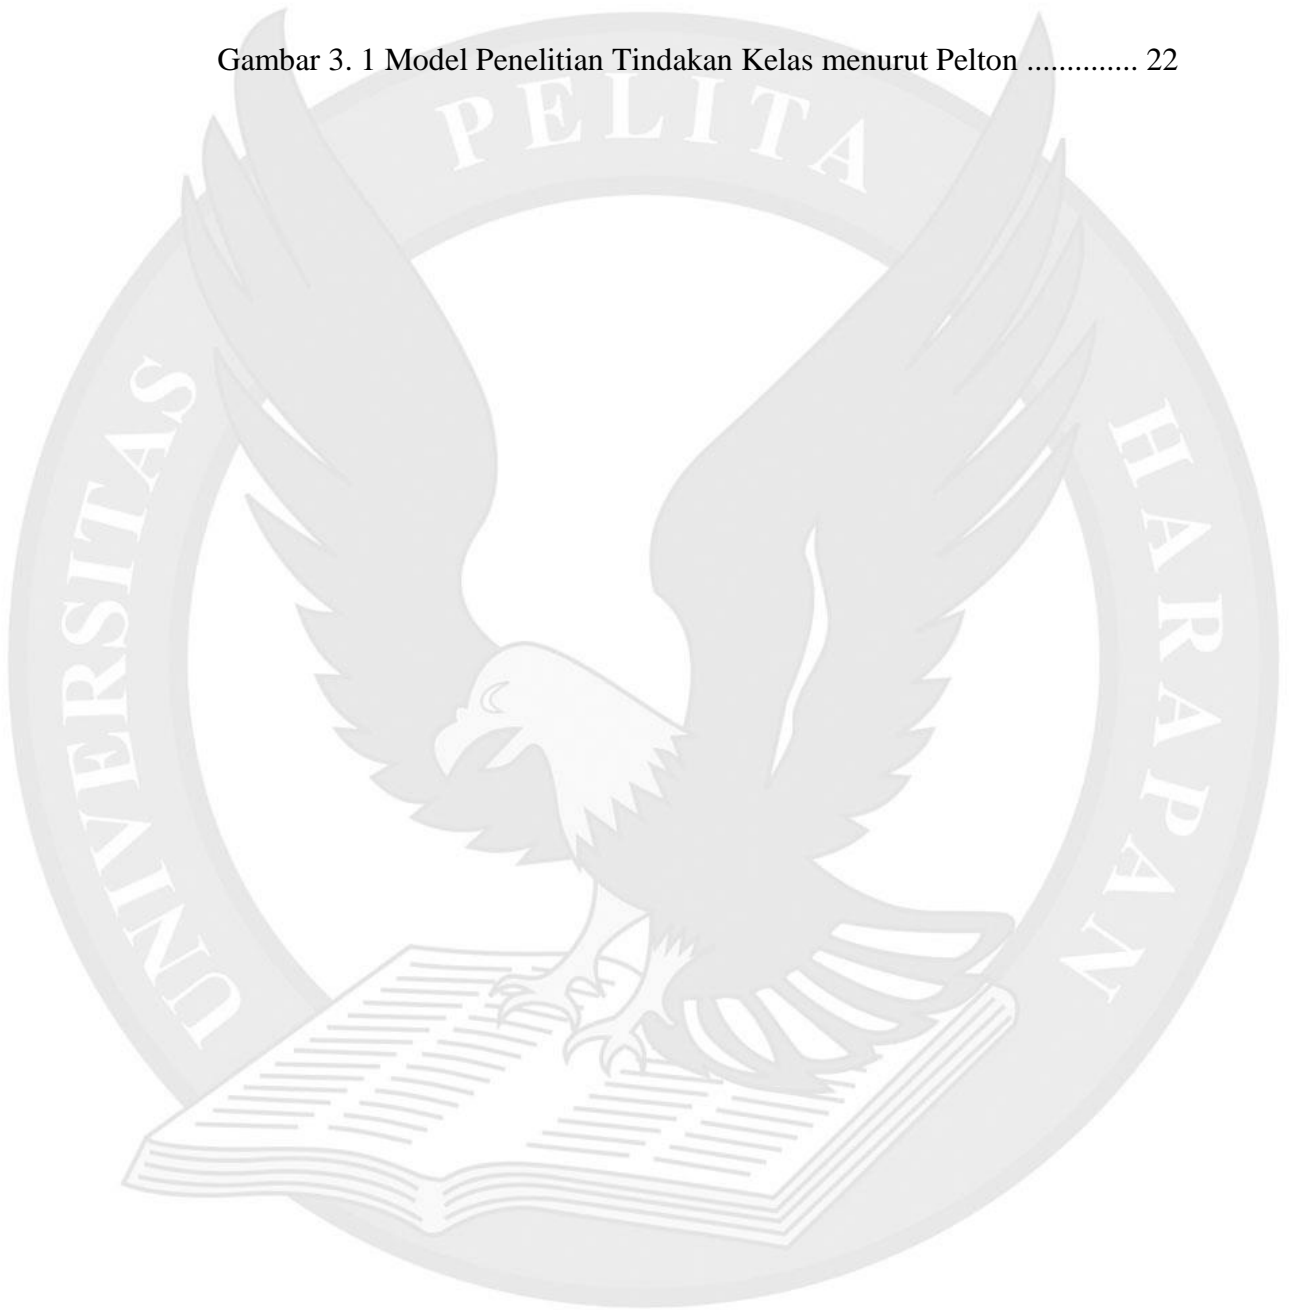 Gambar 3. 1 Model Penelitian Tindakan Kelas menurut Pelton .............. 22
UNIVERSITAS PELITA HARAPAN